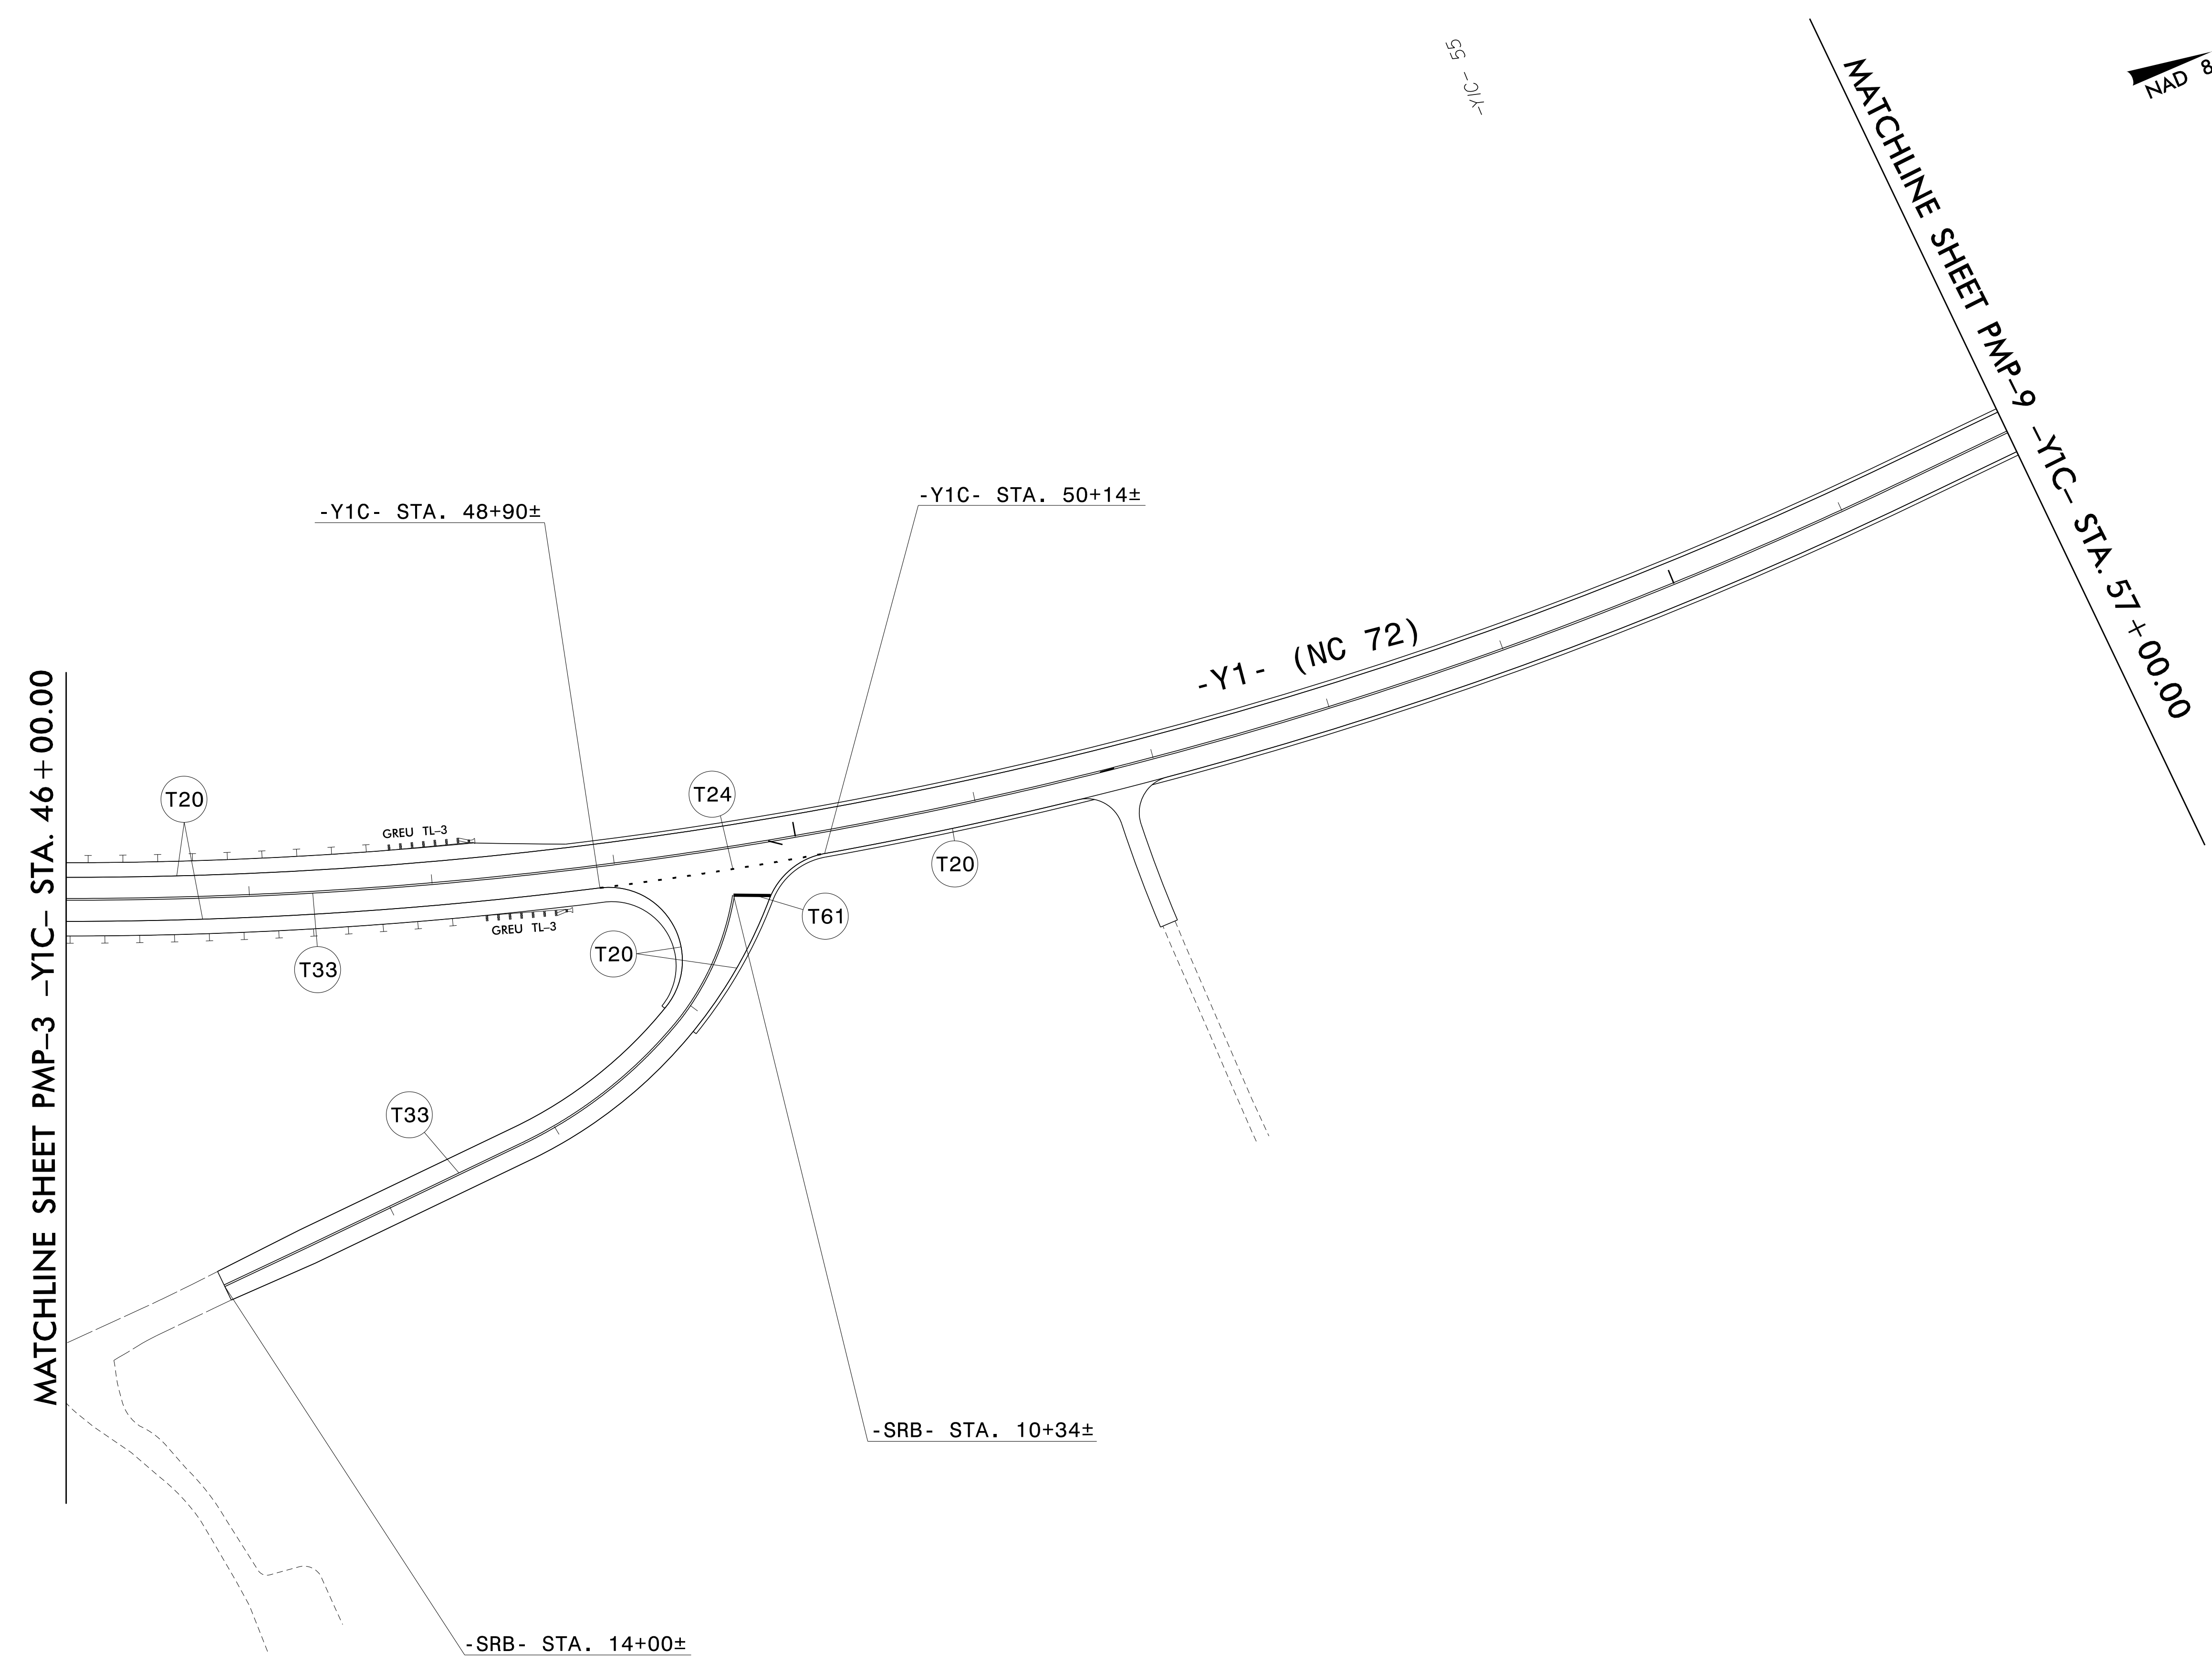 -Y1C- 55
MATCHLINE SHEET PMP-9 -Y1C- STA. 57+00.00
NAD 8
-Y1C- STA. 48+90±
-Y1C- STA. 50+14±
-Y1- (NC 72)
MATCHLINE SHEET PMP-3 -Y1C- STA. 46+00.00
T20
GREU TL-3
T24
T20
T61
GREU TL-3
T33
T20
T33
-SRB- STA. 10+34±
-SRB- STA. 14+00±